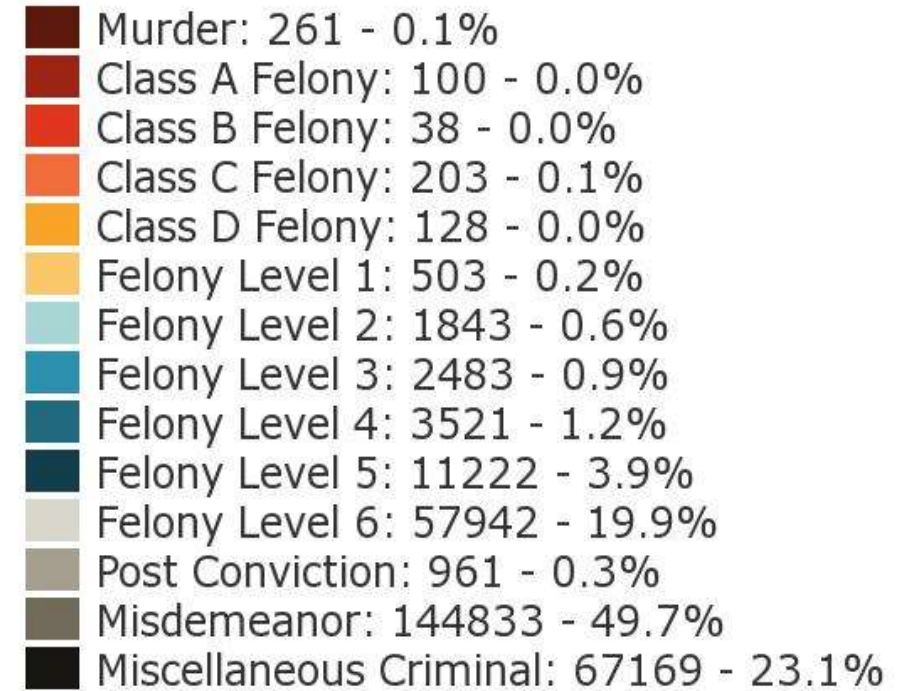 Murder: 261 - 0.1%
Class A Felony: 100 - 0.0%
Class B Felony: 38 - 0.0%
Class C Felony: 203 - 0.1%
Class D Felony: 128 - 0.0%
Felony Level 1: 503 - 0.2%
Felony Level 2: 1843 - 0.6%
Felony Level 3: 2483 - 0.9%
Felony Level 4: 3521 - 1.2%
Felony Level 5: 11222 - 3.9%
Felony Level 6: 57942 - 19.9%
Post Conviction: 961 - 0.3%
Misdemeanor: 144833 - 49.7%
Miscellaneous Criminal: 67169 - 23.1%